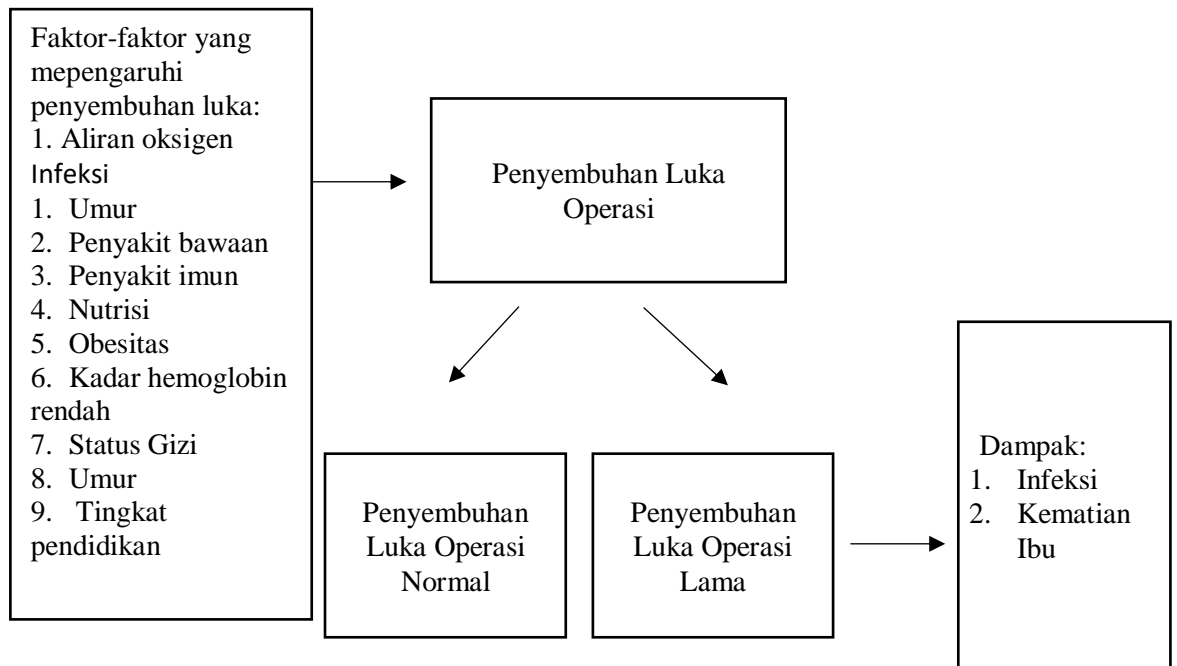 Faktor-faktor yang
mepengaruhi
penyembuhan luka:
1. Aliran oksigen
Infeksi
1. Umur
2. Penyakit bawaan
3. Penyakit imun
4. Nutrisi
5. Obesitas
6. Kadar hemoglobin
rendah
7. Status Gizi
8. Umur
9. Tingkat
pendidikan
Penyembuhan Luka
Operasi
Penyembuhan
Luka Operasi
Normal
Penyembuhan
Luka Operasi
Lama
Dampak:
1. Infeksi
2. Kematian
Ibu